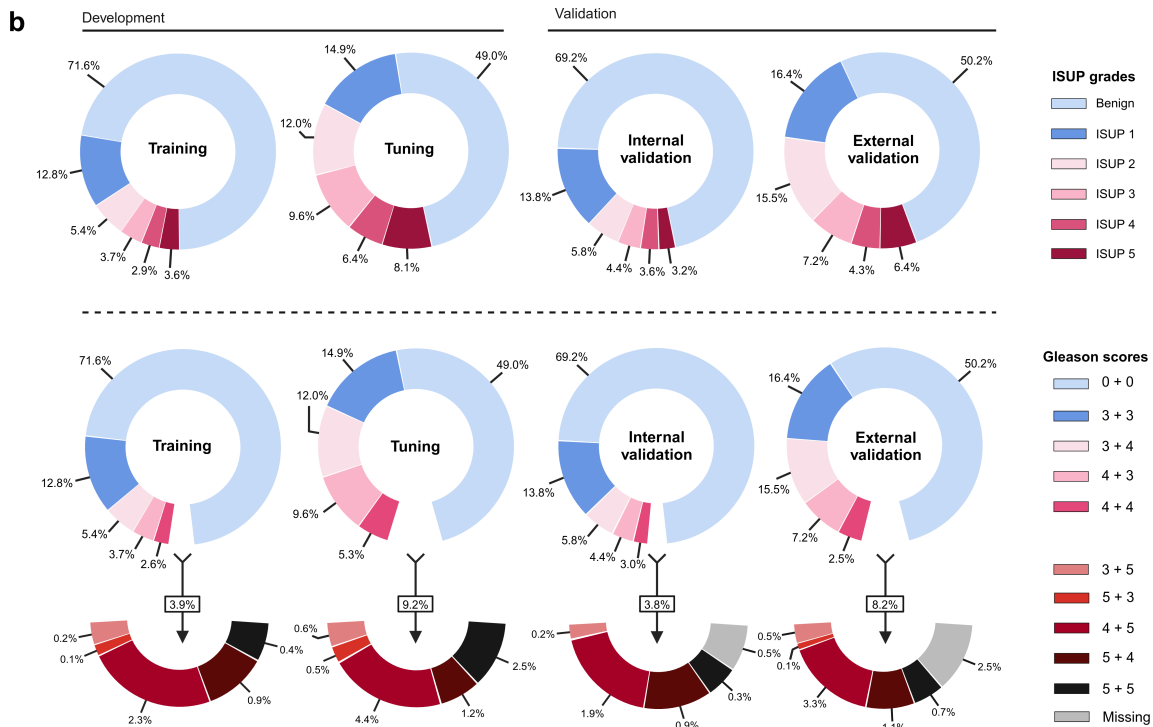 b
Development
Validation
71.6%
12.8%
5.4%
3.7%
2.9%
3.6%
Training
14.9%
49.0%
12.0%
9.6%
6.4%
8.1%
Tuning
69.2%
13.8%
5.8%
4.4%
3.6%
3.2%
Internal
validation
16.4%
50.2%
15.5%
7.2%
4.3%
6.4%
External
validation
ISUP grades
Benign
ISUP 1
ISUP 2
ISUP 3
ISUP 4
ISUP 5
71.6%
12.8%
5.4%
3.7%
2.6%
Training
3.9%
0.2%
0.1%
2.3%
0.9%
0.4%
14.9%
49.0%
12.0%
9.6%
5.3%
Tuning
9.2%
0.6%
0.5%
4.4%
1.2%
2.5%
69.2%
13.8%
5.8%
4.4%
3.0%
Internal
validation
3.8%
0.2%
1.9%
0.9%
0.3%
0.5%
16.4%
50.2%
15.5%
7.2%
2.5%
External
validation
8.2%
0.5%
0.1%
3.3%
1.1%
0.7%
2.5%
Gleason scores
0 + 0
3 + 3
3 + 4
4 + 3
4 + 4
3 + 5
5 + 3
4 + 5
5 + 4
5 + 5
Missing